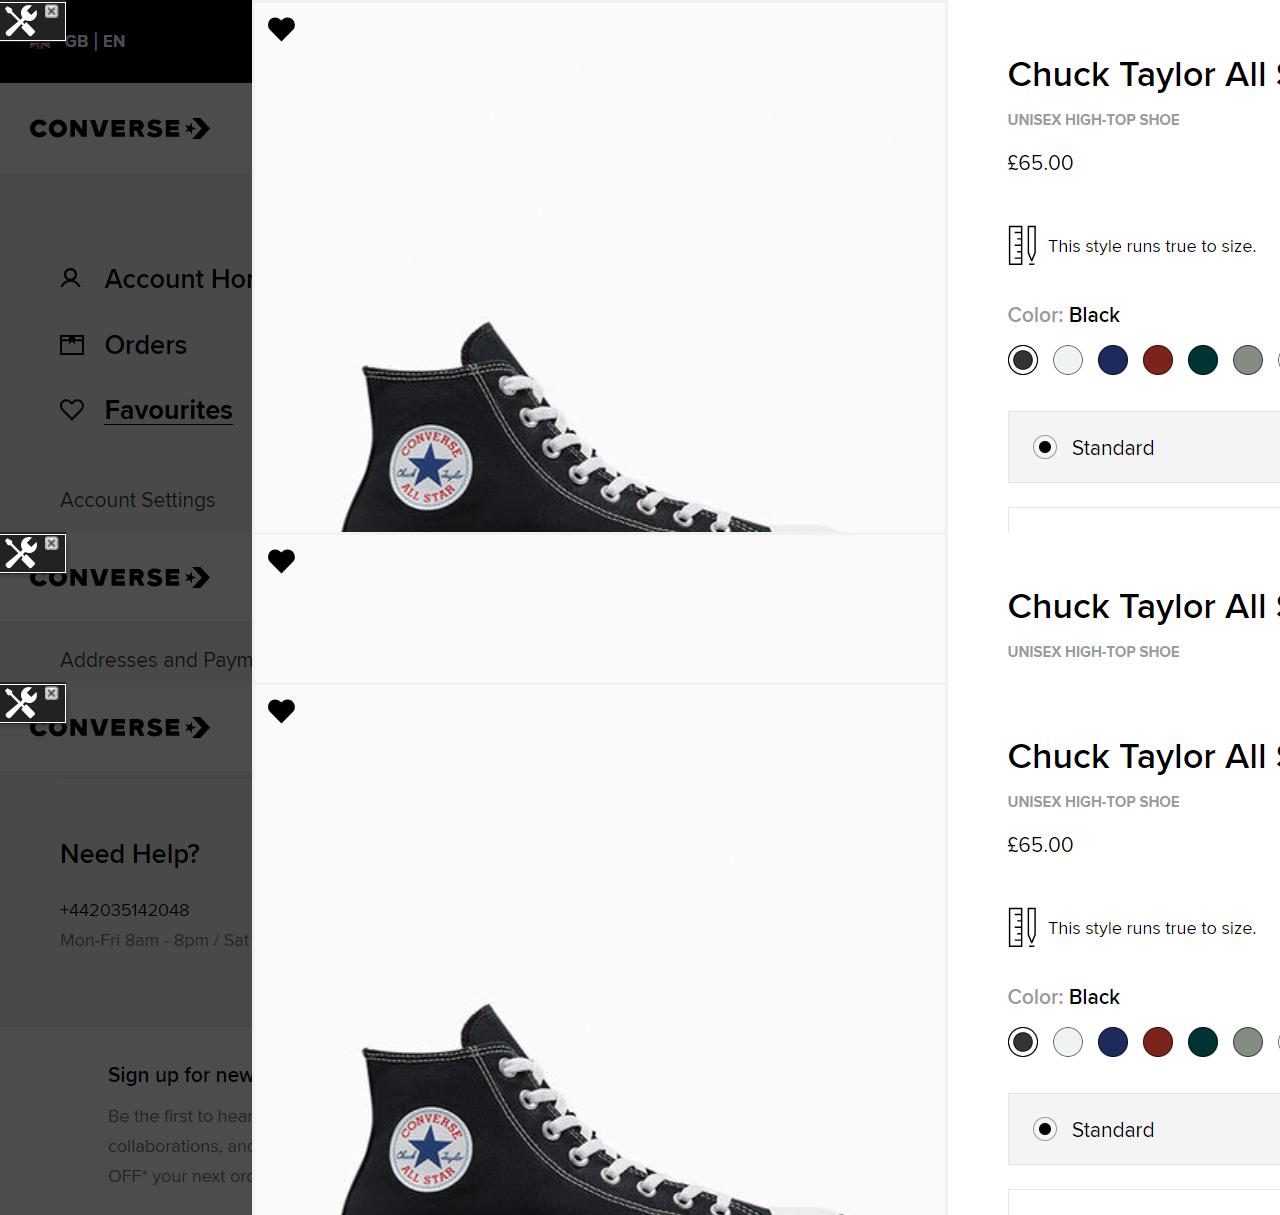 GB | EN
CONVERSE
Account Hor
Orders
Favourites
Account Settings
CONVERSE
Chuck Taylor
ALL STAR
Chuck Taylor All S
UNISEX HIGH-TOP SHOE
£65.00
This style runs true to size.
Color: Black
Standard
CONVERSE
Addresses and Paym
Chuck Taylor All S
UNISEX HIGH-TOP SHOE
CONVERSE
Need Help?
+442035142048
Mon-Fri 8am - 8pm / Sat
Sign up for new
Be the first to hear
collaborations, and
OFF* your next ord
CONVERSE
Chuck Taylor
ALL STAR
Chuck Taylor All S
UNISEX HIGH-TOP SHOE
£65.00
This style runs true to size.
Color: Black
Standard